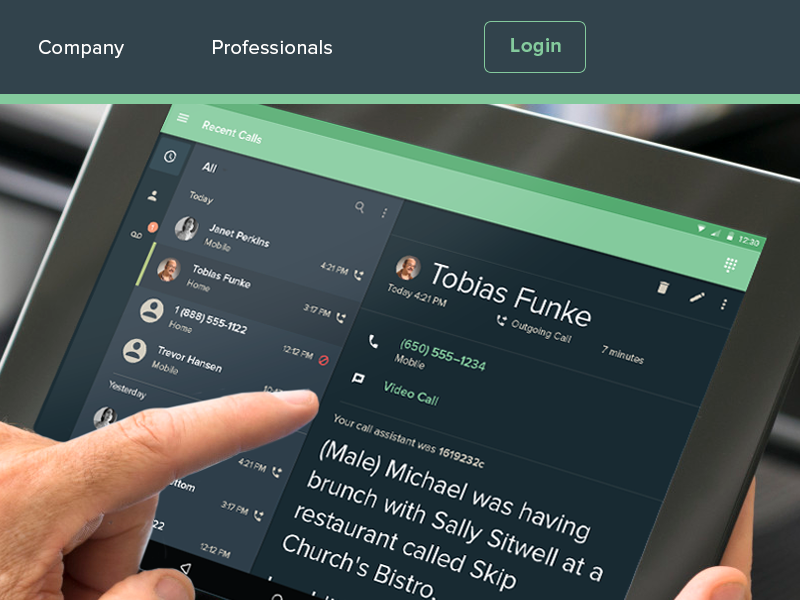 Company
Professionals
Login
Recent Calls
12:30
All
Today
Janet Perkins
Mobile
4:21 PM
Tobias Funke
Home
3:17 PM
1 (888) 555-1122
Home
12:12 PM
Trevor Hansen
Mobile
Yesterday
4:21 PM
ttom
3:17 PM
22
12:12 PM
Tobias Funke
Today 4:21 PM
Outgoing Call
7 minutes
(650) 555–1234
Mobile
Video Call
Your call assistant was 1619232c
(Male) Michael was having
brunch with Sally Sitwell at a
restaurant called Skip
Church's Bistro,